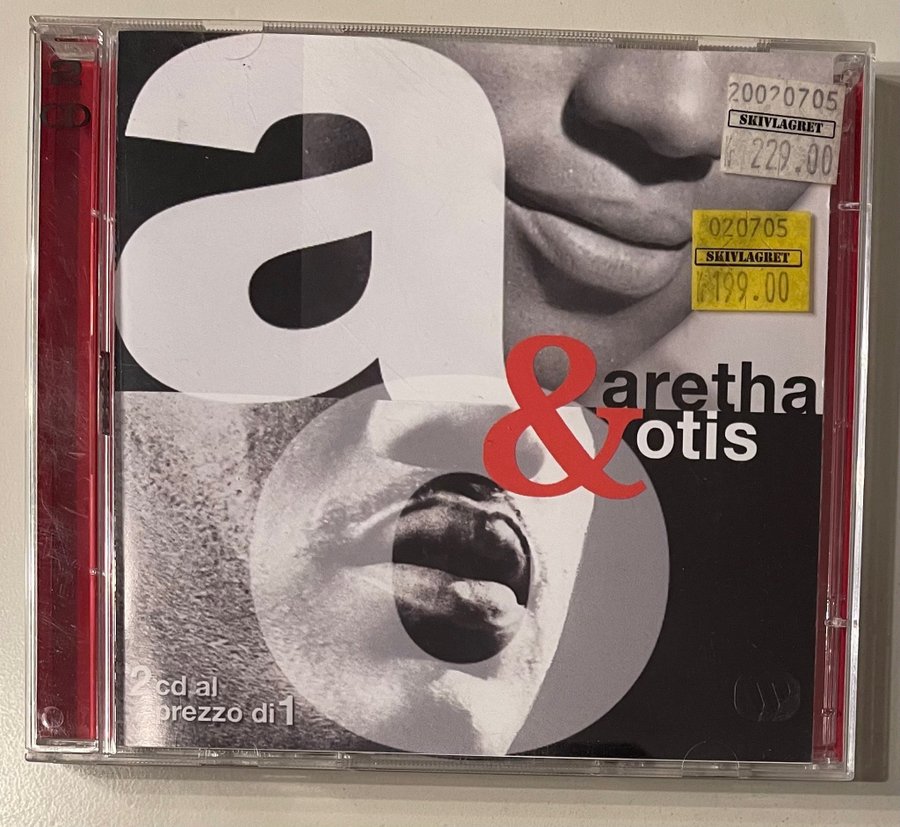 a
20020705
SKIVLAGRET
229.00
020705
SKIVLAGRET
199.00
& aretha
otis
o
2 cd al
prezzo di 1